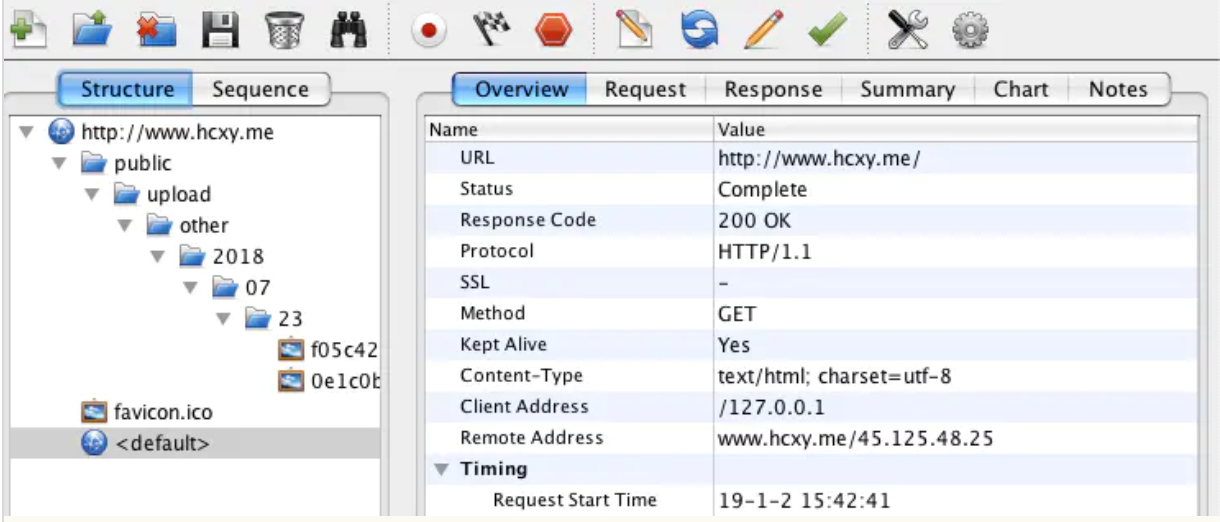 Structure Sequence
http://www.hcxy.me
public
upload
other
2018
07
23
f05c42
0e1c0b
favicon.ico
<default>
Overview Request Response Summary Chart Notes
Name Value
URL http://www.hcxy.me/
Status Complete
Response Code 200 OK
Protocol HTTP/1.1
SSL –
Method GET
Kept Alive Yes
Content-Type text/html; charset=utf-8
Client Address /127.0.0.1
Remote Address www.hcxy.me/45.125.48.25
Timing
Request Start Time 19-1-2 15:42:41